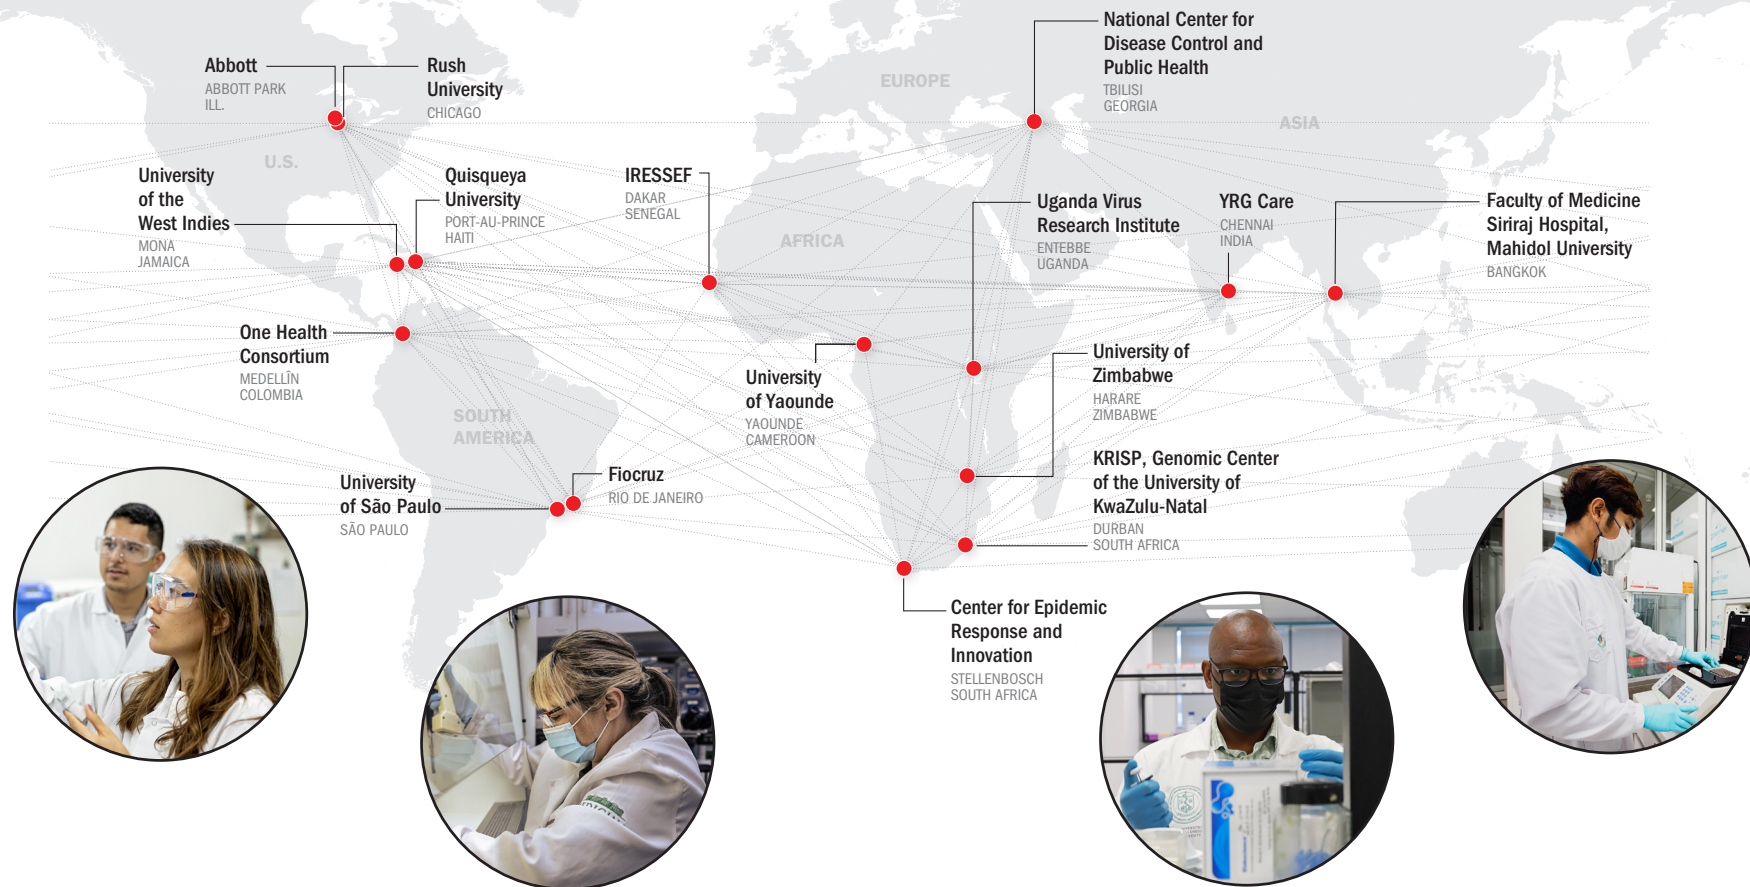 Abbott
ABBOTT PARK
ILL.
Rush
University
CHICAGO
National Center for
Disease Control and
Public Health
TBILISI
GEORGIA
EUROPE
ASIA
U.S.
University
of the
West Indies
MONA
JAMAICA
Quisqueya
University
PORT-AU-PRINCE
HAITI
IRESSEF
DAKAR
SENEGAL
AFRICA
Uganda Virus
Research Institute
ENTEBBE
UGANDA
YRG Care
CHENNAI
INDIA
Faculty of Medicine
Siriraj Hospital,
Mahidol University
BANGKOK
One Health
Consortium
MEDELLÎN
COLOMBIA
SOUTH
AMERICA
University
of Yaounde
YAOUNDE
CAMEROON
University of
Zimbabwe
HARARE
ZIMBABWE
University
of São Paulo
SÃO PAULO
Fiocruz
RIO DE JANEIRO
KRISP, Genomic Center
of the University of
KwaZulu-Natal
DURBAN
SOUTH AFRICA
Center for Epidemic
Response and
Innovation
STELLENBOSCH
SOUTH AFRICA